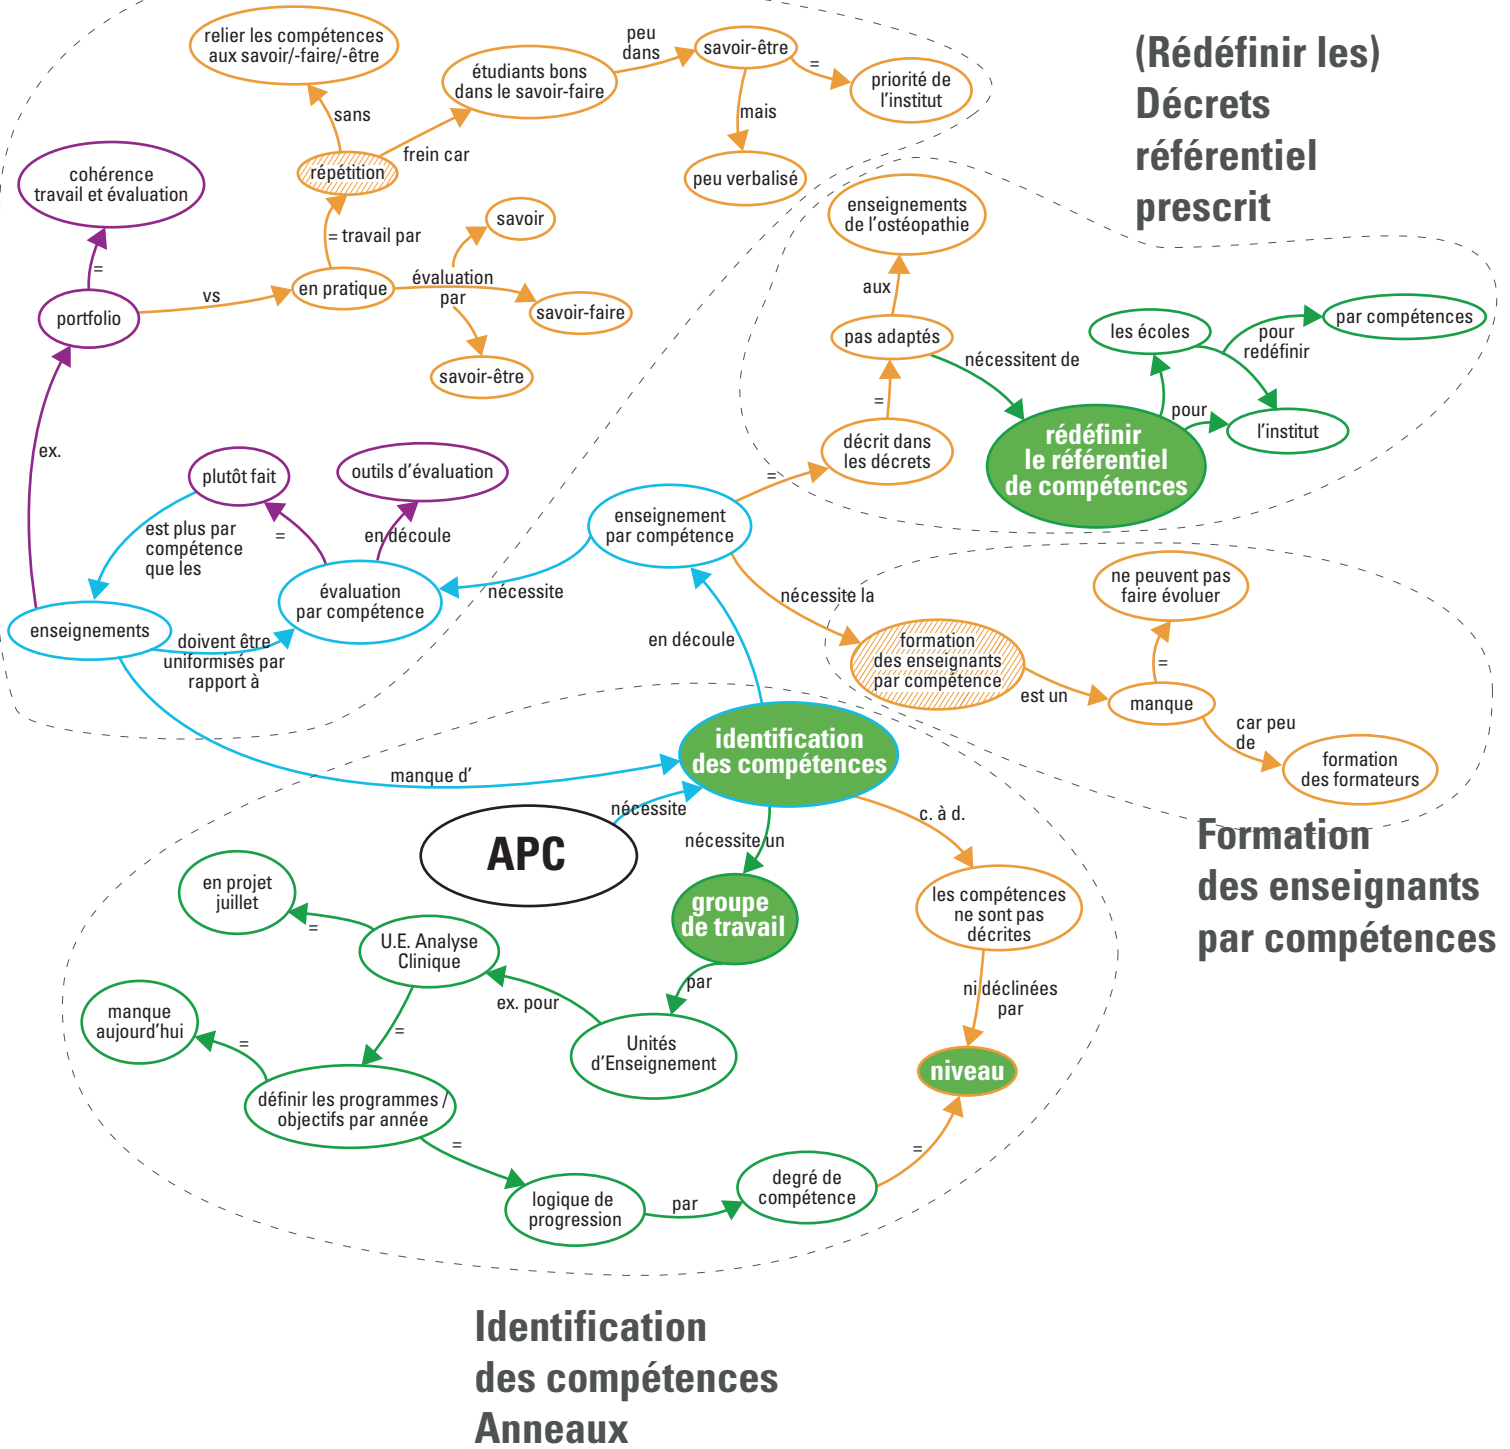 relier les compétences
aux savoir/-faire/-être
sans
étudiants bons
dans le savoir-faire
peu
dans
savoir-être
=
priorité de
l'institut
mais
peu verbalisé
frein car
répétition
= travail par
cohérence
travail et évaluation
=
portfolio
vs
en pratique
évaluation
par
savoir
savoir-faire
savoir-être
ex.
(Rédéfinir les)
Décrets
référentiel
prescrit
enseignements
de l'ostéopathie
aux
pas adaptés
=
décrit dans
les décrets
=
nécessitent de
rédéfinir
le référentiel
de compétences
les écoles
pour
redéfinir
par compétences
pour
l'institut
plutôt fait
outils d'évaluation
est plus par
compétence
que les
=
en découle
évaluation
par compétence
enseignements
doivent être
uniformisés par
rapport à
nécessite
enseignement
par compétence
en découle
nécessite la
formation
des enseignants
par compétence
est un
manque
=
ne peuvent pas
faire évoluer
car peu
de
formation
des formateurs
Formation
des enseignants
par compétences
manque d'
identification
des compétences
nécessite
APC
nécessite un
groupe
de travail
par
Unités
d'Enseignement
ex. pour
U.E. Analyse
Clinique
=
en projet
juillet
=
manque
aujourd'hui
=
définir les programmes /
objectifs par année
=
logique de
progression
par
degré de
compétence
=
c. à d.
les compétences
ne sont pas
décrites
ni déclinées
par
niveau
Identification
des compétences
Anneaux